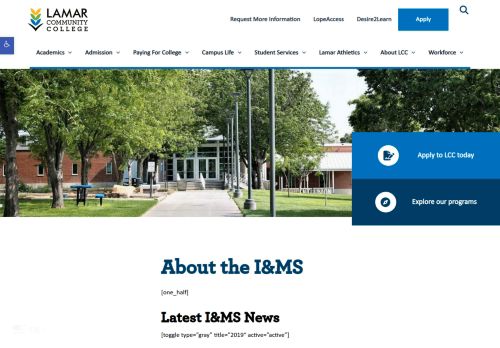 LAMAR
COMMUNITY
COLLEGE
Request More Information LopeAccess Desire2Learn Apply
Academics Admission Paying For College Campus Life Student Services Lamar Athletics About LCC Workforce
Apply to LCC today
Explore our programs
About the I&MS
[one_half]
Latest I&MS News
[toggle type="gray" title="2019" active="active"]